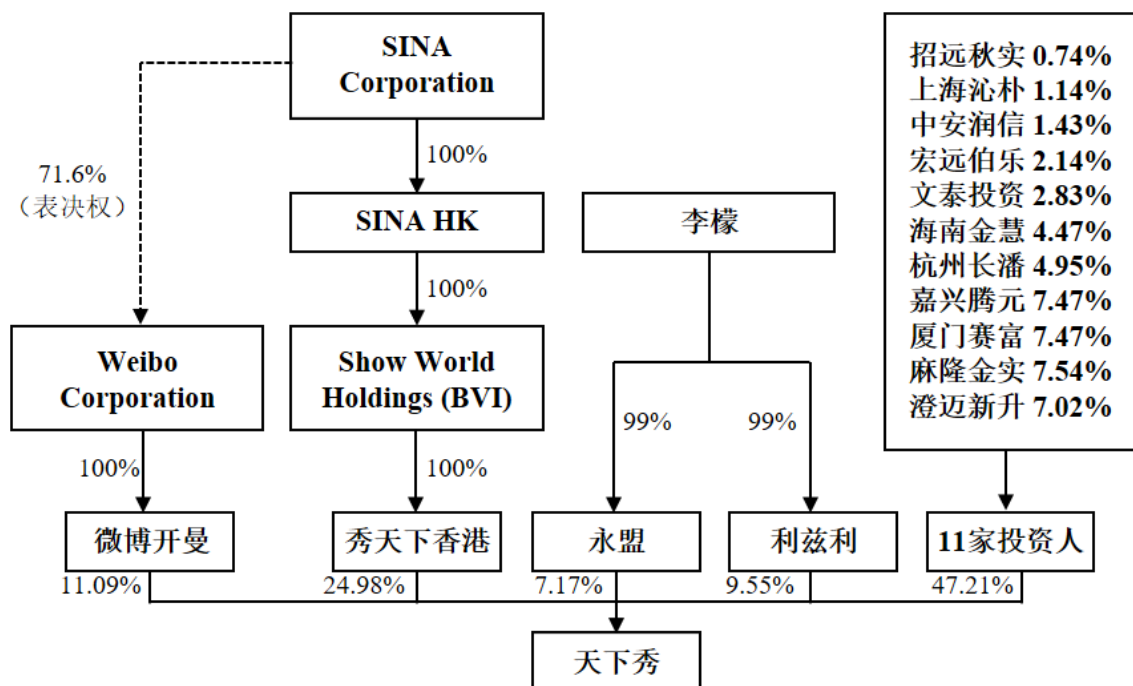 SINA
Corporation
招远秋实 0.74%
上海沁朴 1.14%
中安润信 1.43%
宏远伯乐 2.14%
文泰投资 2.83%
海南金慧 4.47%
杭州长潘 4.95%
嘉兴腾元 7.47%
厦门赛富 7.47%
麻隆金实 7.54%
澄迈新升 7.02%
100%
71.6%
（表决权）
SINA HK
李檬
100%
Weibo
Corporation
Show World
Holdings (BVI)
99%
99%
100%
100%
微博开曼
秀天下香港
永盟
利兹利
11家投资人
11.09%
24.98%
7.17%
9.55%
47.21%
天下秀